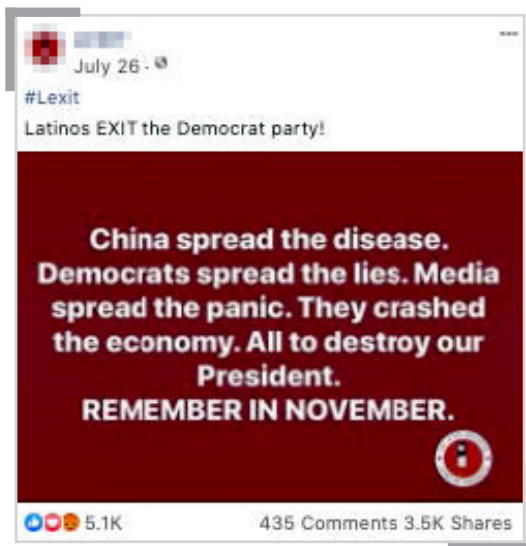 July 26 ·
#Lexit
Latinos EXIT the Democrat party!
China spread the disease.
Democrats spread the lies. Media
spread the panic. They crashed
the economy. All to destroy our
President.
REMEMBER IN NOVEMBER.
5.1K
435 Comments 3.5K Shares